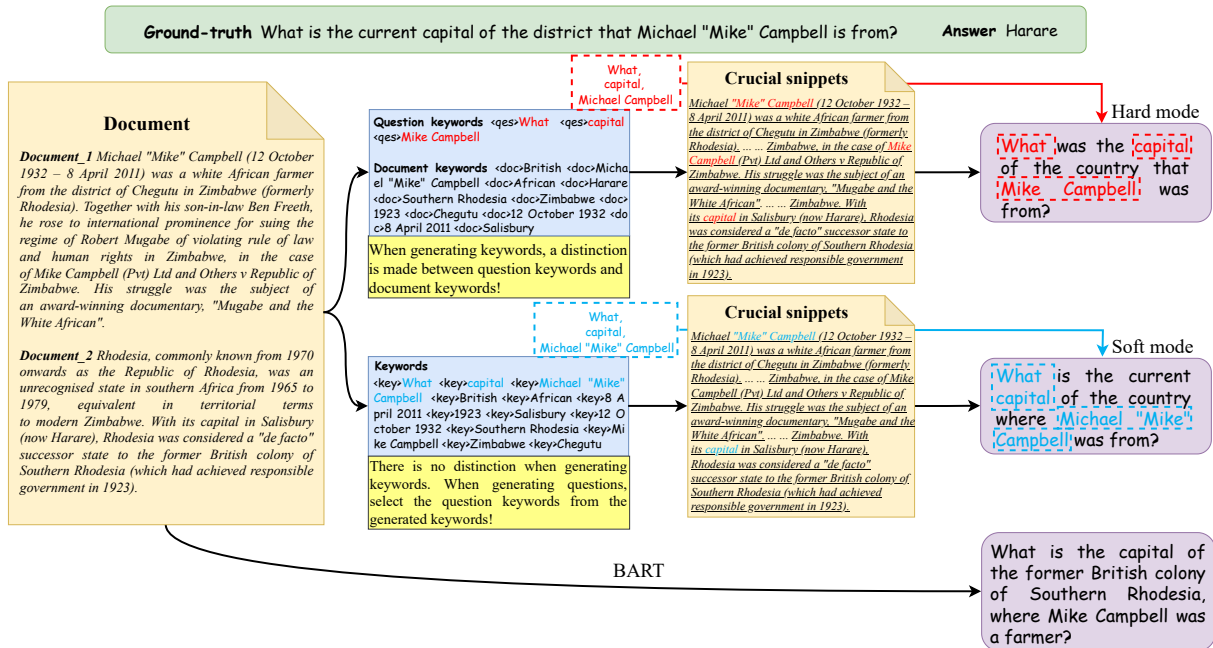 Ground-truth What is the current capital of the district that Michael "Mike" Campbell is from? Answer Harare
Document
Document_1 Michael "Mike" Campbell (12 October
1932 – 8 April 2011) was a white African farmer
from the district of Chegutu in Zimbabwe (formerly
Rhodesia). Together with his son-in-law Ben Freeth,
he rose to international prominence for suing the
regime of Robert Mugabe of violating rule of law
and human rights in Zimbabwe, in the case
of Mike Campbell (Pvt) Ltd and Others v Republic of
Zimbabwe. His struggle was the subject of
an award-winning documentary, "Mugabe and the
White African".
Document_2 Rhodesia, commonly known from 1970
onwards as the Republic of Rhodesia, was an
unrecognised state in southern Africa from 1965 to
1979, equivalent in territorial terms
to modern Zimbabwe. With its capital in Salisbury
(now Harare), Rhodesia was considered a "de facto"
successor state to the former British colony of
Southern Rhodesia (which had achieved responsible
government in 1923).
What,
capital,
Michael Campbell
Question keywords <qes>What <qes>capital
<qes>Mike Campbell
Document keywords <doc>British <doc>Micha
el "Mike" Campbell <doc>African <doc>Harare
<doc>Southern Rhodesia <doc>Zimbabwe <doc>
1923 <doc>Chegutu <doc>12 October 1932 <do
c>8 April 2011 <doc>Salisbury
When generating keywords, a distinction
is made between question keywords and
document keywords!
Crucial snippets
Michael "Mike" Campbell (12 October 1932 –
8 April 2011) was a white African farmer from
the district of Chegutu in Zimbabwe (formerly
Rhodesia). ... ... Zimbabwe, in the case of Mike
Campbell (Pvt) Ltd and Others v Republic of
Zimbabwe. His struggle was the subject of an
award-winning documentary, "Mugabe and the
White African". ... ... Zimbabwe. With
its capital in Salisbury (now Harare), Rhodesia
was considered a "de facto" successor state to
the former British colony of Southern Rhodesia
(which had achieved responsible government
in 1923).
Hard mode
What was the capital
of the country that
Mike Campbell was
from?
What,
capital,
Michael "Mike" Campbell
Keywords
<key>What <key>capital <key>Michael "Mike"
Campbell <key>British <key>African <key>8 A
pril 2011 <key>1923 <key>Salisbury <key>12 O
ctober 1932 <key>Southern Rhodesia <key>Mi
ke Campbell <key>Zimbabwe <key>Chegutu
There is no distinction when generating
keywords. When generating questions,
select the question keywords from the
generated keywords!
Crucial snippets
Michael "Mike" Campbell (12 October 1932 –
8 April 2011) was a white African farmer from
the district of Chegutu in Zimbabwe (formerly
Rhodesia). ... ... Zimbabwe, in the case of Mike
Campbell (Pvt) Ltd and Others v Republic of
Zimbabwe. His struggle was the subject of an
award-winning documentary, "Mugabe and the
White African". ... ... Zimbabwe. With
its capital in Salisbury (now Harare),
Rhodesia was considered a "de facto"
successor state to the former British colony of
Southern Rhodesia (which had achieved
responsible government in 1923).
Soft mode
What is the current
capital of the country
where Michael "Mike"
Campbell was from?
BART
What is the capital of
the former British colony
of Southern Rhodesia,
where Mike Campbell was
a farmer?